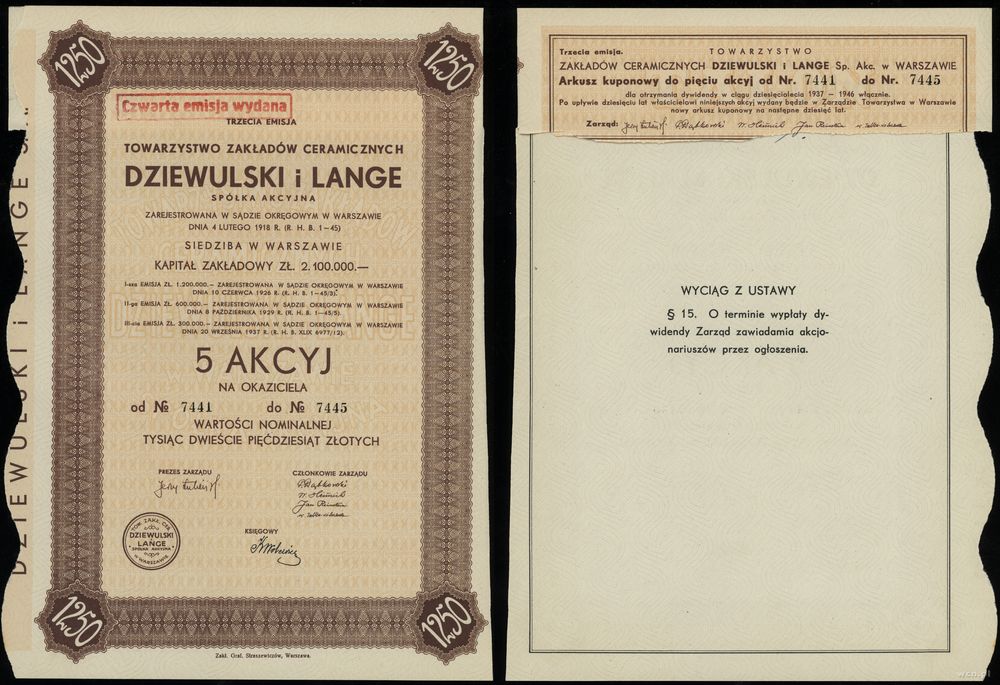 1250
1250
Czwarta emisja wydana
TRZECIA EMISJA
TOWARZYSTWO ZAKŁADÓW CERAMICZNYCH
DZIEWULSKI i LANGE
SPÓŁKA AKCYJNA
ZAREJESTROWANA W SĄDZIE OKRĘGOWYM W WARSZAWIE
DNIA 4 LUTEGO 1918 R. (R. H. B. 1—45)
SIEDZIBA W WARSZAWIE
KAPITAŁ ZAKŁADOWY ZŁ. 2.100.000.—
I-sza EMISJA ZŁ. 1.200.000.— ZAREJESTROWANA W SĄDZIE OKRĘGOWYM W WARSZAWIE
DNIA 10 CZERWCA 1926 R. (R. H. B. 1—45/3).
II-ga EMISJA ZŁ. 600.000.— ZAREJESTROWANA W SĄDZIE OKRĘGOWYM W WARSZAWIE
DNIA 8 PAŹDZIERNIKA 1929 R. (R. H. B. 1—45/5).
III-cia EMISJA ZŁ. 300.000.— ZAREJESTROWANA W SĄDZIE OKRĘGOWYM W WARSZAWIE
DNIA 20 WRZEŚNIA 1937 R. (R. H. B. XLIX 6977/12).
5 AKCYJ
NA OKAZICIELA
od № 7441 do № 7445
WARTOŚCI NOMINALNEJ
TYSIĄC DWIEŚCIE PIĘĆDZIESIĄT ZŁOTYCH
PREZES ZARZĄDU
CZŁONKOWIE ZARZĄDU
KSIĘGOWY
TOW. ZAKŁ. CER.
DZIEWULSKI
i
LANGE
SPÓŁKA AKCYJNA
W WARSZAWIE
1250
1250
Zakł. Graf. Straszewiczów, Warszawa.
DZIEWULSKI i LANGE
Trzecia emisja.
TOWARZYSTWO
ZAKŁADÓW CERAMICZNYCH DZIEWULSKI i LANGE Sp. Akc. w WARSZAWIE
Arkusz kuponowy do pięciu akcyj od Nr. 7441 do Nr. 7445
dla otrzymania dywidendy w ciągu dziesięciolecia 1937 — 1946 włącznie.
Po upływie dziesięciu lat właścicielowi niniejszych akcyj wydany będzie w Zarządzie Towarzystwa w Warszawie
nowy arkusz kuponowy na następne dziesięć lat.
Zarząd:
WYCIĄG Z USTAWY
§ 15. O terminie wypłaty dy-
widendy Zarząd zawiadamia akcjo-
nariuszów przez ogłoszenia.
wcn.pl